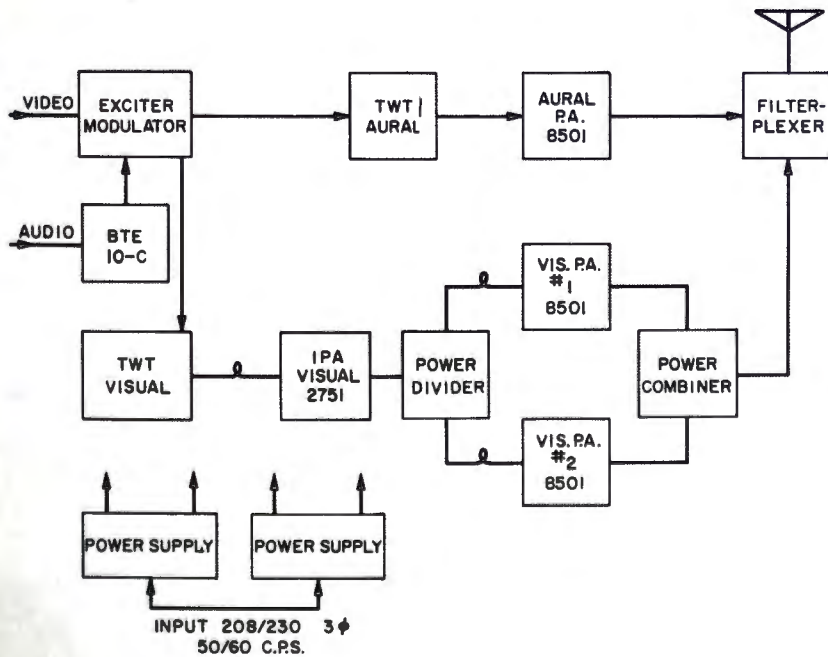 VIDEO
EXCITER
MODULATOR
TWT
AURAL
AURAL
P.A.
8501
FILTER-
PLEXER
AUDIO
BTE
10-C
TWT
VISUAL
IPA
VISUAL
2751
POWER
DIVIDER
VIS. P.A.
#1
8501
VIS. P.A.
#2
8501
POWER
COMBINER
POWER SUPPLY
POWER SUPPLY
INPUT 208/230 3ϕ
50/60 C.P.S.